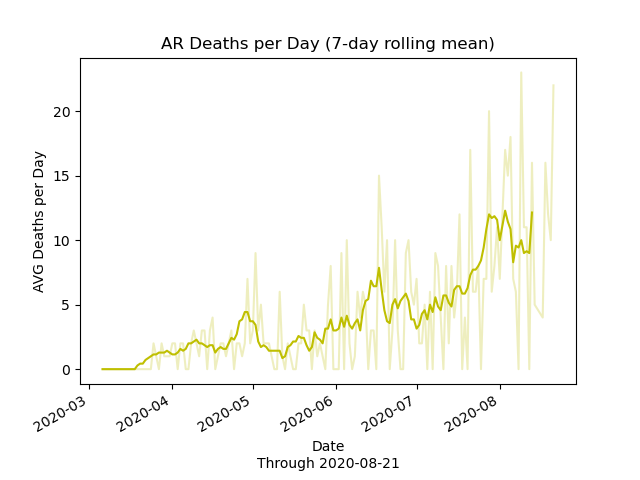 AR Deaths per Day (7-day rolling mean)
AVG Deaths per Day
20
15
10
5
0
2020-03
2020-04
2020-05
2020-06
2020-07
2020-08
Date
Through 2020-08-21